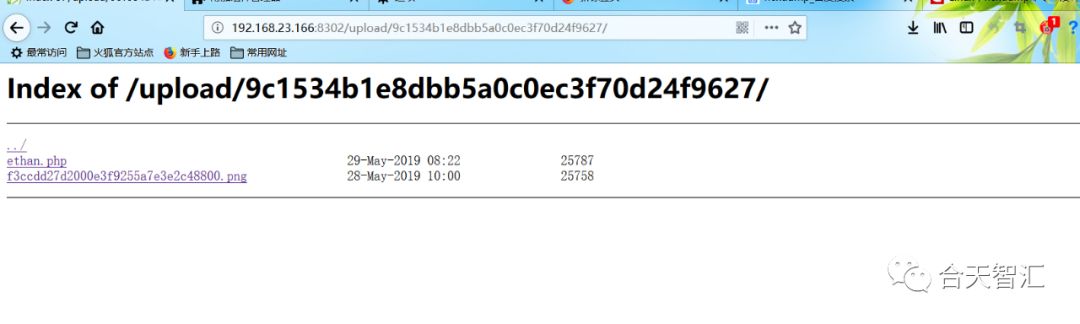 192.168.23.166:8302/upload/9c1534b1e8dbb5a0c0ec3f70d24f9627/
最常访问 火狐官方站点 新手上路 常用网址
Index of /upload/9c1534b1e8dbb5a0c0ec3f70d24f9627/
../
ethan.php 29-May-2019 08:22 25787
f3ccdd27d2000e3f9255a7e3e2c48800.png 28-May-2019 10:00 25758
合天智汇